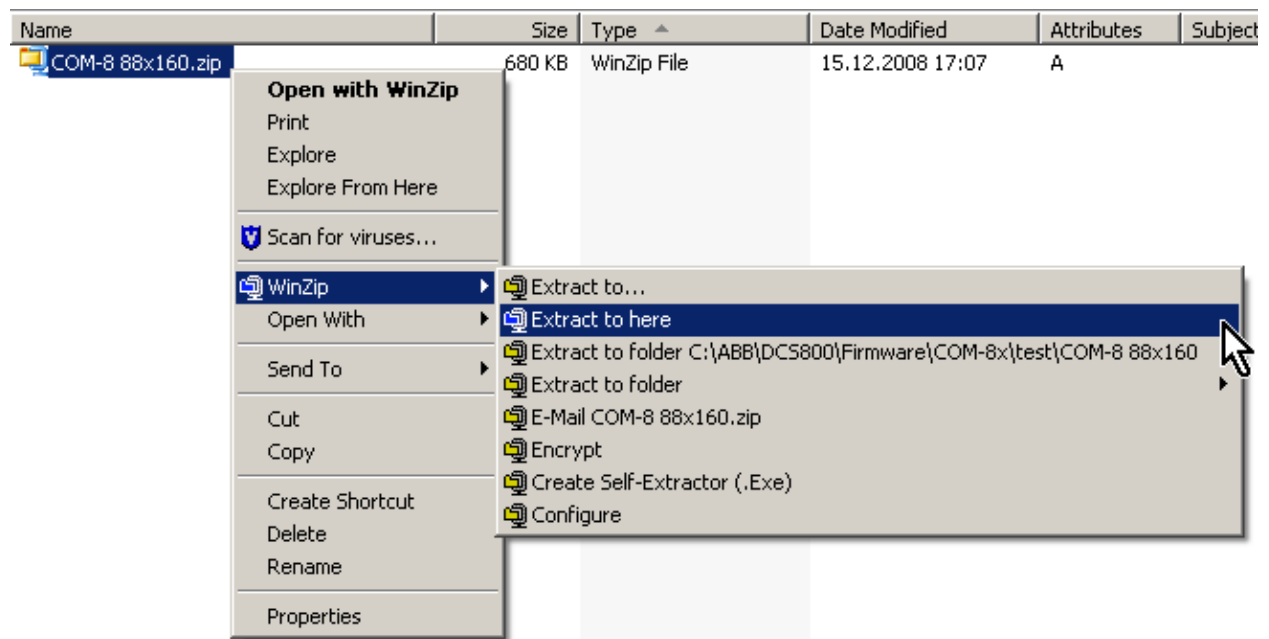 Name Size Type Date Modified Attributes Subject
COM-8 88x160.zip 680 KB WinZip File 15.12.2008 17:07 A
Open with WinZip
Print
Explore
Explore From Here
Scan for viruses...
WinZip
Open With
Send To
Cut
Copy
Create Shortcut
Delete
Rename
Properties
Extract to...
Extract to here
Extract to folder C:\ABB\DCS800\Firmware\COM-8x\test\COM-8 88x160
Extract to folder
E-Mail COM-8 88x160.zip
Encrypt
Create Self-Extractor (.Exe)
Configure